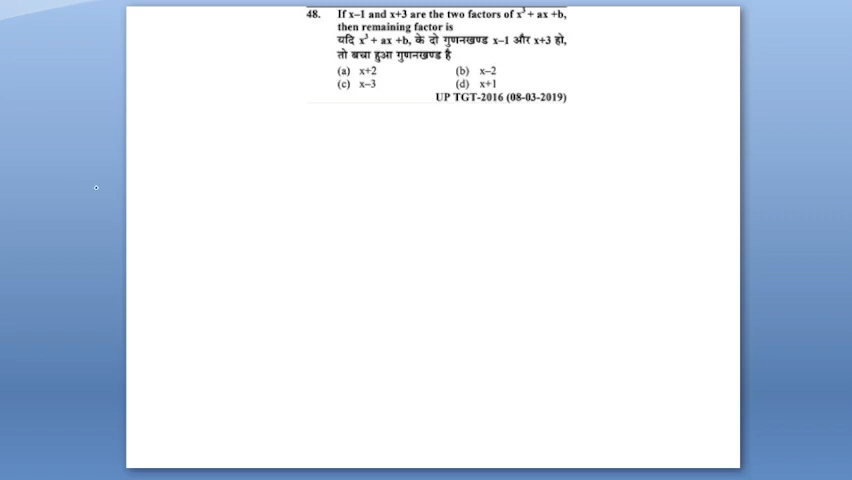 48. If x–1 and x+3 are the two factors of x³ + ax +b,
then remaining factor is
यदि x³ + ax +b, के दो गुणनखण्ड x–1 और x+3 हो,
तो बचा हुआ गुणनखण्ड है
(a) x+2 (b) x–2
(c) x–3 (d) x+1
UP TGT-2016 (08-03-2019)